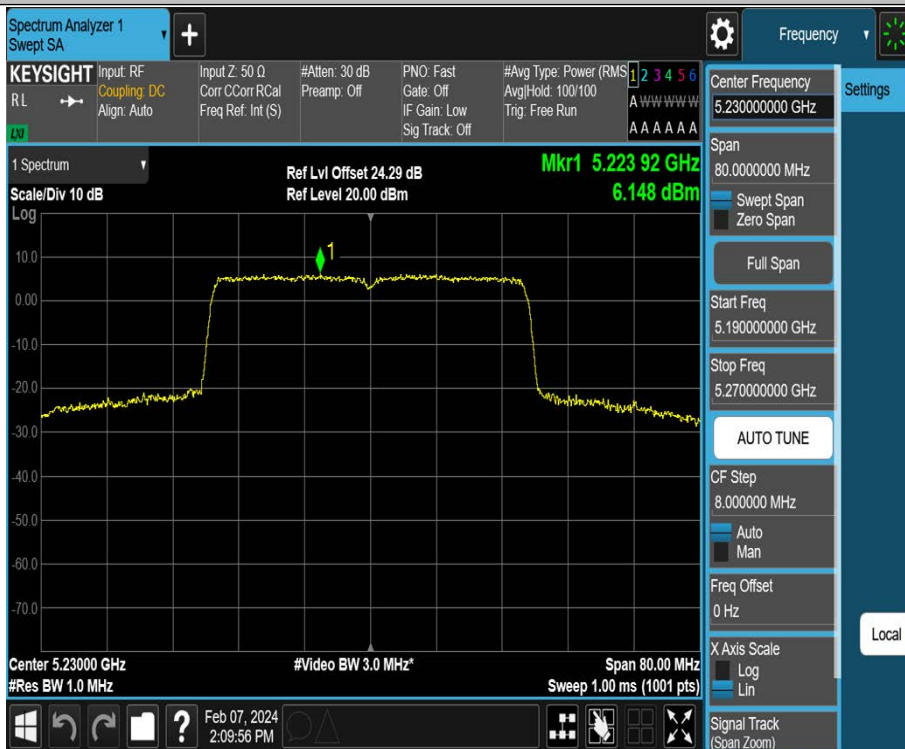 Spectrum Analyzer 1
Swept SA
+
Frequency
KEYSIGHT
RL
LXI
Input: RF
Coupling: DC
Align: Auto
Input Z: 50 Ω
Corr CCorr RCal
Freq Ref: Int (S)
#Atten: 30 dB
Preamp: Off
PNO: Fast
Gate: Off
IF Gain: Low
Sig Track: Off
#Avg Type: Power (RMS
Avg|Hold: 100/100
Trig: Free Run
1 2 3 4 5 6
A W W W W W
A A A A A A
1 Spectrum
Scale/Div 10 dB
Log
Ref Lvl Offset 24.29 dB
Ref Level 20.00 dBm
Mkr1 5.223 92 GHz
6.148 dBm
1
10.0
0.00
-10.0
-20.0
-30.0
-40.0
-50.0
-60.0
-70.0
Center 5.23000 GHz
#Res BW 1.0 MHz
#Video BW 3.0 MHz*
Span 80.00 MHz
Sweep 1.00 ms (1001 pts)
?
Feb 07, 2024
2:09:56 PM
Center Frequency
5.230000000 GHz
Span
80.0000000 MHz
Swept Span
Zero Span
Full Span
Start Freq
5.190000000 GHz
Stop Freq
5.270000000 GHz
AUTO TUNE
CF Step
8.000000 MHz
Auto
Man
Freq Offset
0 Hz
X Axis Scale
Log
Lin
Signal Track
(Span Zoom)
Settings
Local